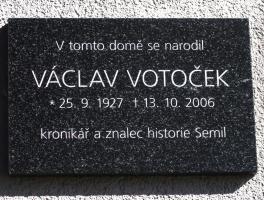 V tomto domě se narodil
VÁCLAV VOTOČEK
* 25. 9. 1927 † 13. 10. 2006
kronikář a znalec historie Semil